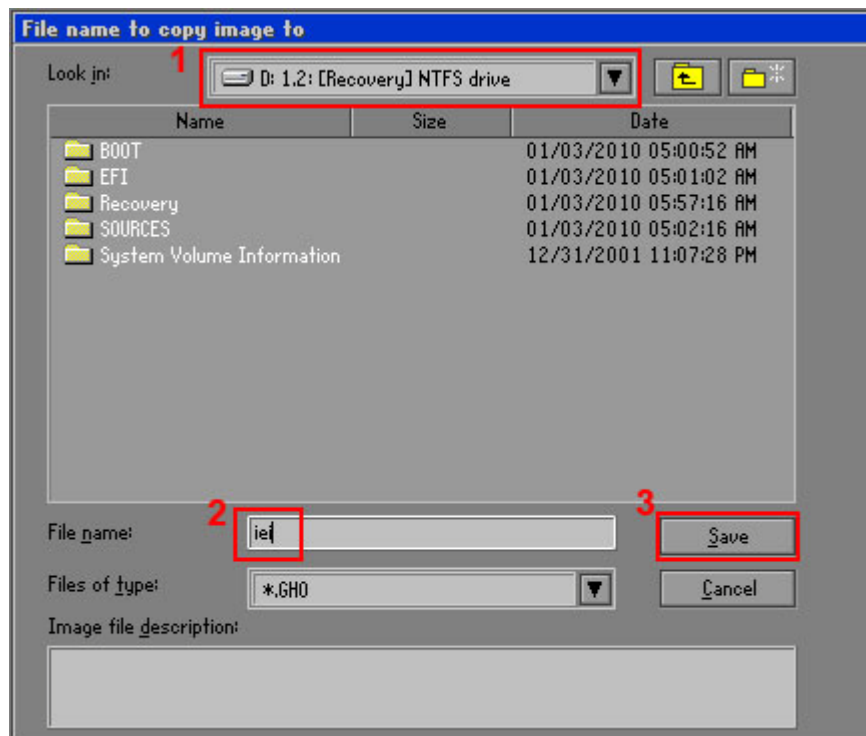 File name to copy image to
Look in: 1 D: 1.2: [Recovery] NTFS drive
Name Size Date
BOOT 01/03/2010 05:00:52 AM
EFI 01/03/2010 05:01:02 AM
Recovery 01/03/2010 05:57:16 AM
SOURCES 01/03/2010 05:02:16 AM
System Volume Information 12/31/2001 11:07:28 PM
2 3
File name: iei Save
Files of type: *.GHO Cancel
Image file description: